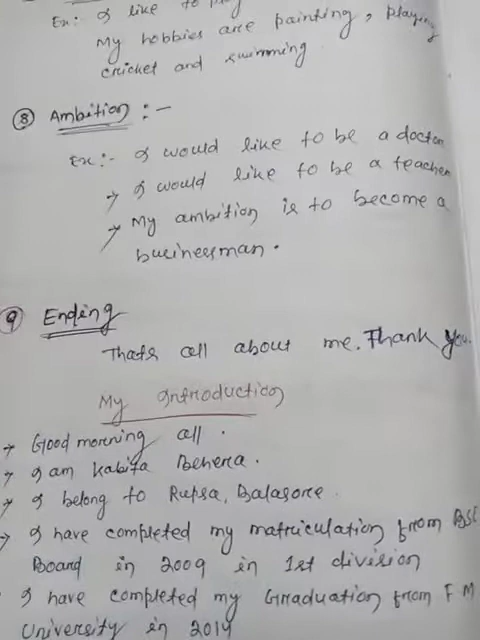 Ex: I like to play
My hobbies are painting, playing
cricket and swimming
⑧ Ambition :-
Ex:- I would like to be a doctor
→ I would like to be a teacher
→ My ambition is to become a
businessman.
⑨ Ending
Thats all about me. Thank you.
My Introduction
→ Good morning all.
→ I am Kabita Behera.
→ I belong to Rupsa, Balasore.
→ I have completed my matriculation from BSE
Board in 2009 in 1st division
I have completed my Graduation from F M
University in 2014